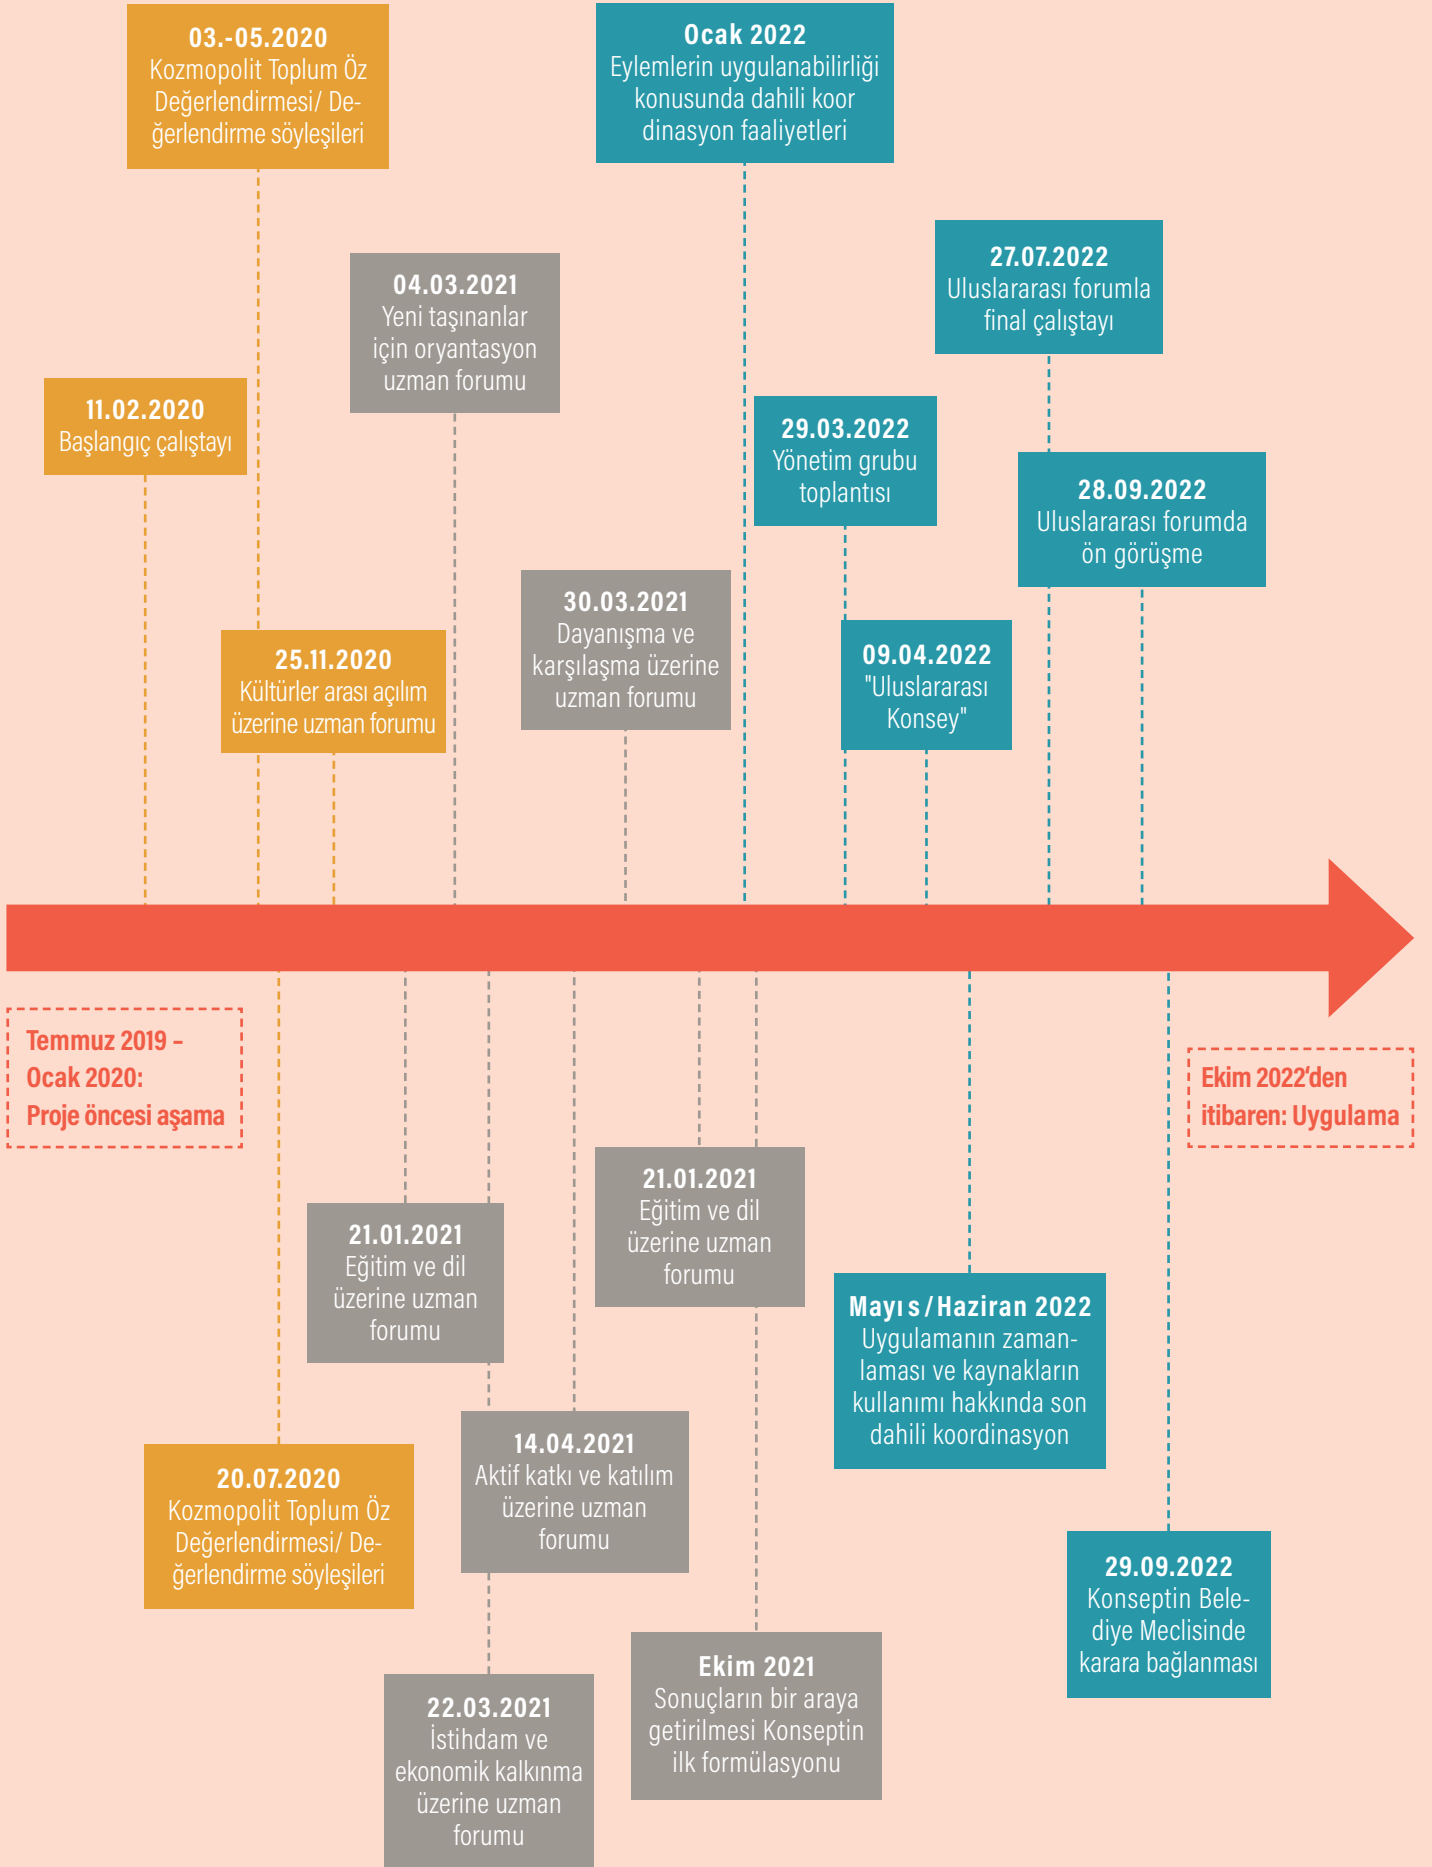 03.-05.2020
Kozmopolit Toplum Öz
Değerlendirmesi/ De-
ğerlendirme söyleşileri
Ocak 2022
Eylemlerin uygulanabilirliği
konusunda dahili koor
dinasyon faaliyetleri
27.07.2022
Uluslararası forumla
final çalıştayı
04.03.2021
Yeni taşınanlar
için oryantasyon
uzman forumu
11.02.2020
Başlangıç çalıştayı
29.03.2022
Yönetim grubu
toplantısı
28.09.2022
Uluslararası forumda
ön görüşme
30.03.2021
Dayanışma ve
karşılaşma üzerine
uzman forumu
09.04.2022
"Uluslararası
Konsey"
25.11.2020
Kültürler arası açılım
üzerine uzman forumu
Temmuz 2019 –
Ocak 2020:
Proje öncesi aşama
Ekim 2022‘den
itibaren: Uygulama
21.01.2021
Eğitim ve dil
üzerine uzman
forumu
21.01.2021
Eğitim ve dil
üzerine uzman
forumu
Mayıs/Haziran 2022
Uygulamanın zaman-
laması ve kaynakların
kullanımı hakkında son
dahili koordinasyon
14.04.2021
Aktif katkı ve katılım
üzerine uzman
forumu
20.07.2020
Kozmopolit Toplum Öz
Değerlendirmesi/ De-
ğerlendirme söyleşileri
29.09.2022
Konseptin Bele-
diye Meclisinde
karara bağlanması
Ekim 2021
Sonuçların bir araya
getirilmesi Konseptin
ilk formülasyonu
22.03.2021
İstihdam ve
ekonomik kalkınma
üzerine uzman
forumu